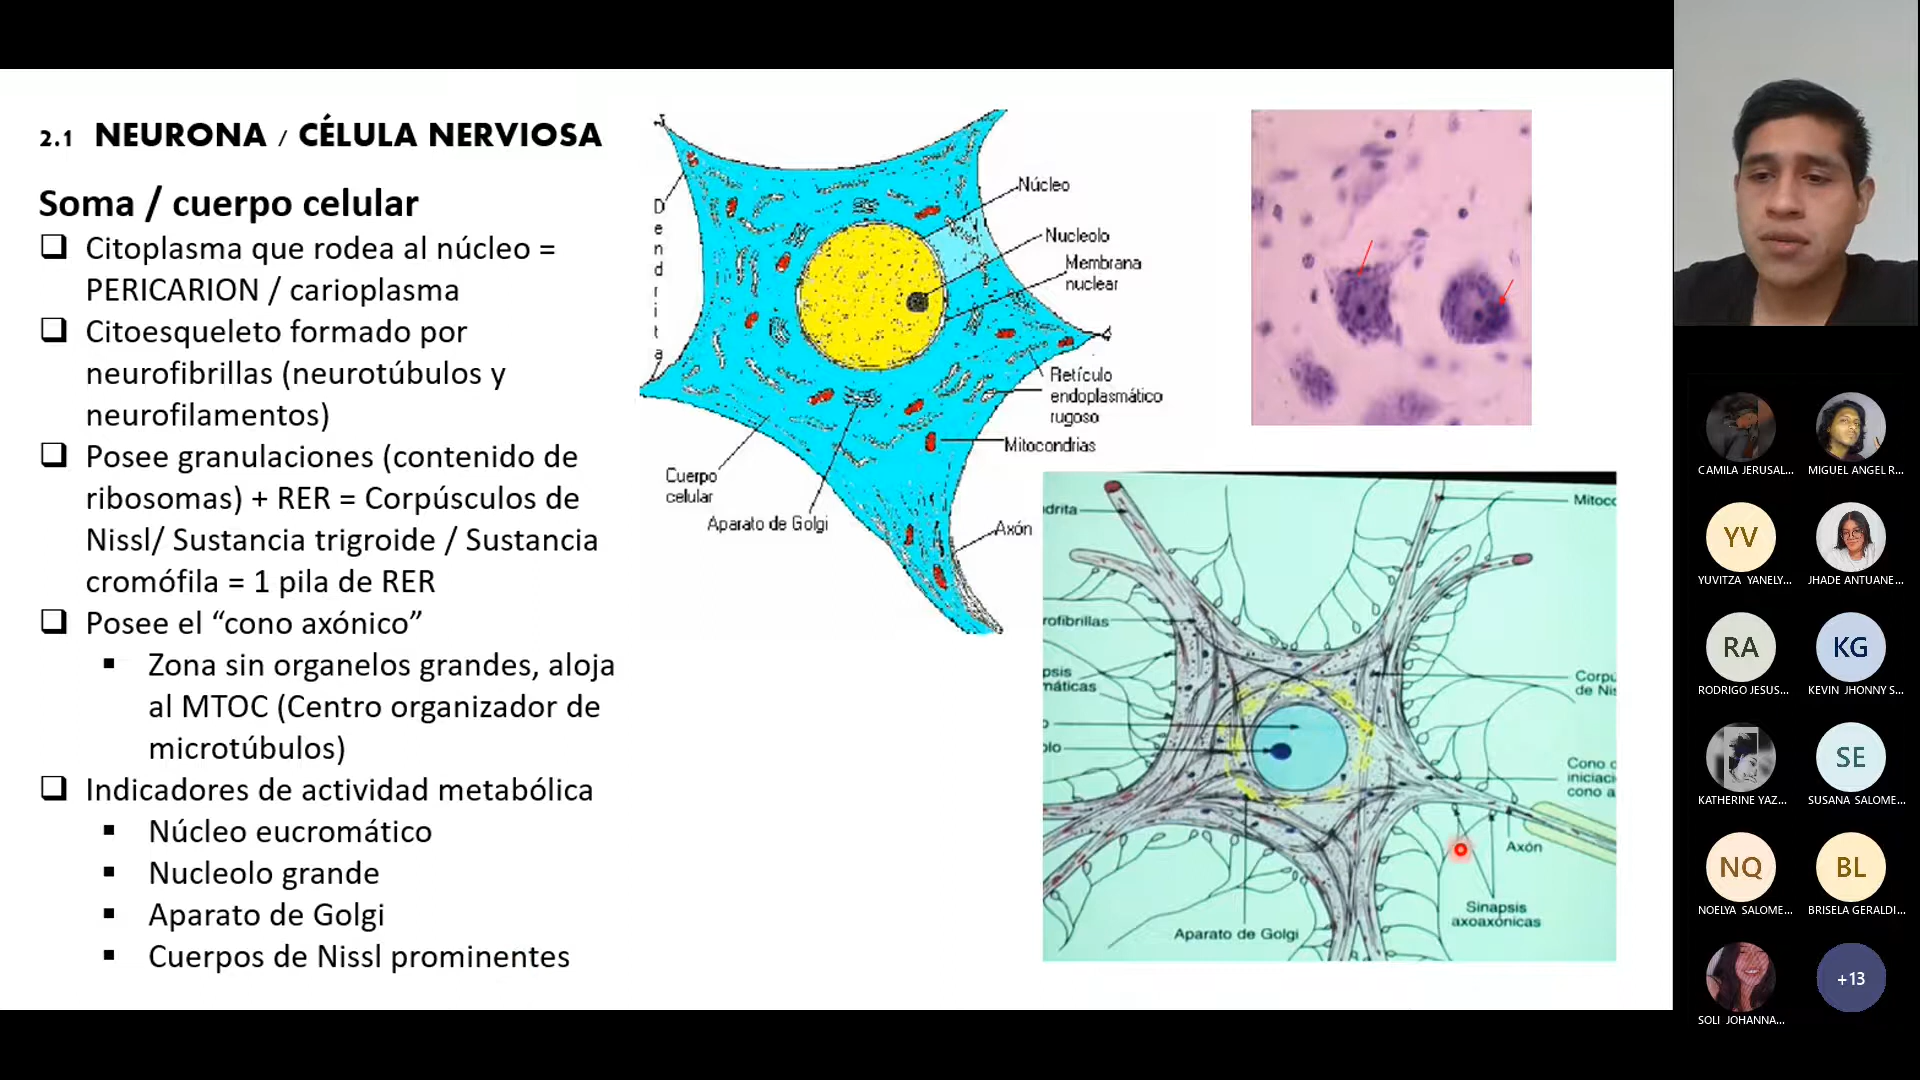 2.1 NEURONA / CÉLULA NERVIOSA
Soma / cuerpo celular
Citoplasma que rodea al núcleo =
PERICARION / carioplasma
Citoesqueleto formado por
neurofibrillas (neurotúbulos y
neurofilamentos)
Posee granulaciones (contenido de
ribosomas) + RER = Corpúsculos de
Nissl/ Sustancia trigroide / Sustancia
cromófila = 1 pila de RER
Posee el “cono axónico”
Zona sin organelos grandes, aloja
al MTOC (Centro organizador de
microtúbulos)
Indicadores de actividad metabólica
Núcleo eucromático
Nucleolo grande
Aparato de Golgi
Cuerpos de Nissl prominentes
Dendrita
Núcleo
Nucleolo
Membrana
nuclear
Retículo
endoplasmático
rugoso
Mitocondrias
Cuerpo
celular
Aparato de Golgi
Axón
drita
Mitoc
rofibrillas
psis
máticas
Corpú
de Nis
o
olo
Cono d
iniciaci
cono a
Axón
Sinapsis
axoaxónicas
Aparato de Golgi
CAMILA JERUSAL...
MIGUEL ANGEL R...
YV
YUVITZA YANELY...
JHADE ANTUANE...
RA
RODRIGO JESUS...
KG
KEVIN JHONNY S...
KATHERINE YAZ...
SE
SUSANA SALOME...
NQ
NOELYA SALOME...
BL
BRISELA GERALDI...
SOLI JOHANNA...
+13